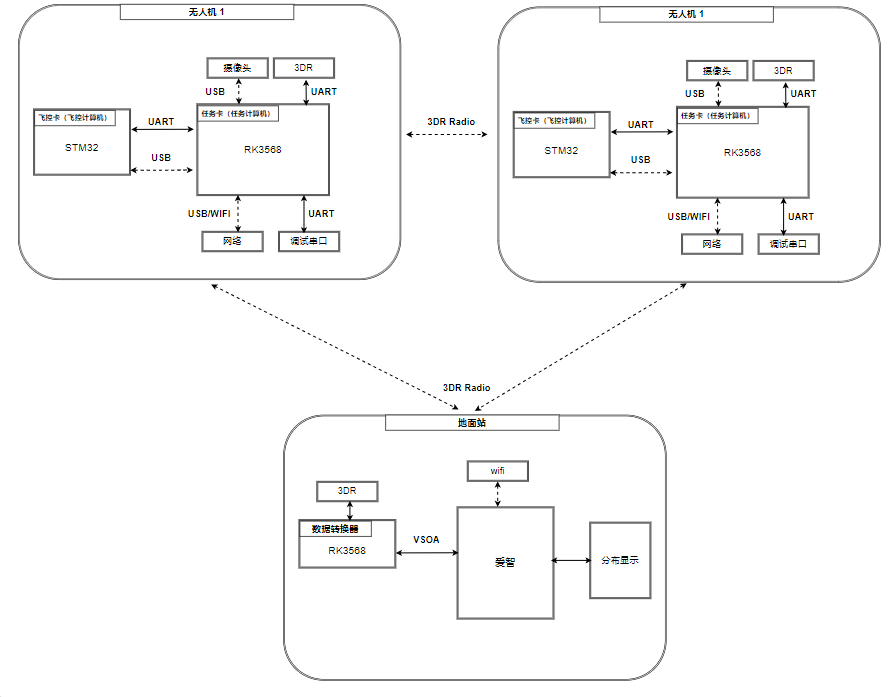 无人机 1
摄像头
3DR
USB
UART
飞控卡（飞控计算机）
STM32
UART
USB
任务卡（任务计算机）
RK3568
USB/WIFI
UART
网络
调试串口
3DR Radio
无人机 1
摄像头
3DR
USB
UART
飞控卡（飞控计算机）
STM32
UART
USB
任务卡（任务计算机）
RK3568
USB/WIFI
UART
网络
调试串口
3DR Radio
地面站
wifi
3DR
数据转换器
RK3568
VSOA
爱智
分布显示